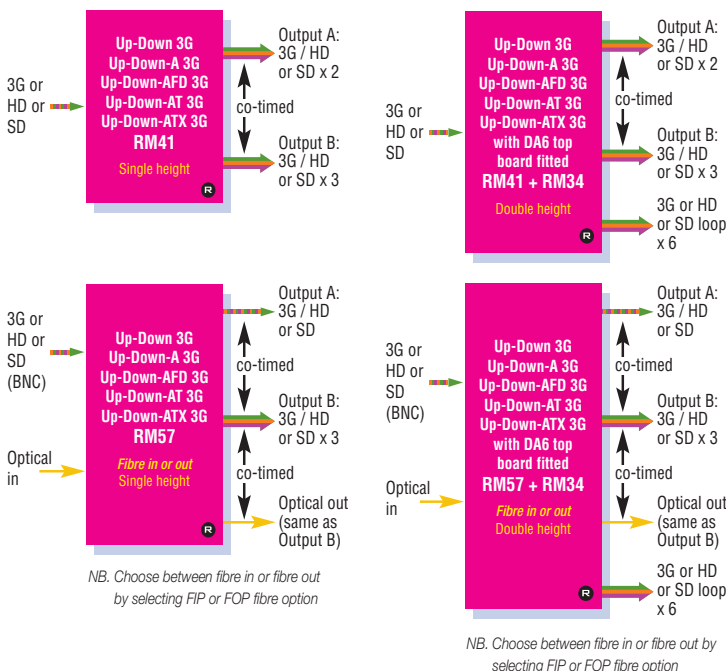 3G or
HD or
SD
Up-Down 3G
Up-Down-A 3G
Up-Down-AFD 3G
Up-Down-AT 3G
Up-Down-ATX 3G
RM41
Single height
R
Output A:
3G / HD
or SD x 2
co-timed
Output B:
3G / HD
or SD x 3
3G or
HD or
SD
Up-Down 3G
Up-Down-A 3G
Up-Down-AFD 3G
Up-Down-AT 3G
Up-Down-ATX 3G
with DA6 top
board fitted
RM41 + RM34
Double height
R
Output A:
3G / HD
or SD x 2
co-timed
Output B:
3G / HD
or SD x 3
3G or HD
or SD loop
x 6
3G or
HD or
SD
(BNC)
Optical
in
Up-Down 3G
Up-Down-A 3G
Up-Down-AFD 3G
Up-Down-AT 3G
Up-Down-ATX 3G
RM57
Fibre in or out
Single height
R
Output A:
3G / HD
or SD
co-timed
Output B:
3G / HD
or SD x 3
co-timed
Optical out
(same as
Output B)
NB. Choose between fibre in or fibre out
by selecting FIP or FOP fibre option
3G or
HD or
SD
(BNC)
Optical
in
Up-Down 3G
Up-Down-A 3G
Up-Down-AFD 3G
Up-Down-AT 3G
Up-Down-ATX 3G
with DA6 top
board fitted
RM57 + RM34
Fibre in or out
Double height
R
Output A:
3G / HD
or SD
co-timed
Output B:
3G / HD
or SD x 3
co-timed
Optical out
(same as
Output B)
3G or HD
or SD loop
x 6
NB. Choose between fibre in or fibre out by
selecting FIP or FOP fibre option